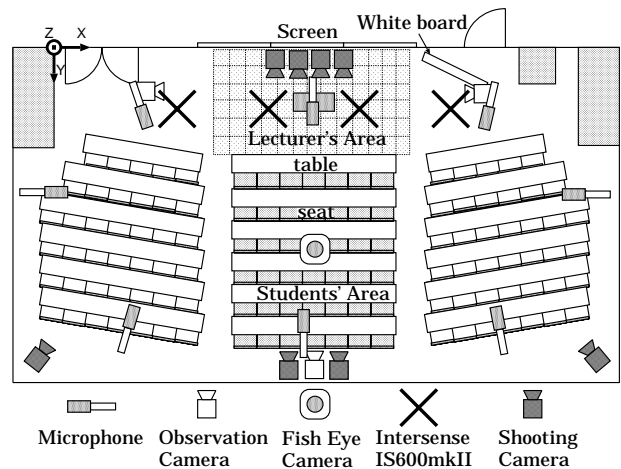 Screen
White board
Z
X
Y
Lecturer's Area
table
seat
Students' Area
Microphone
Observation
Camera
Fish Eye
Camera
Intersense
IS600mkII
Shooting
Camera